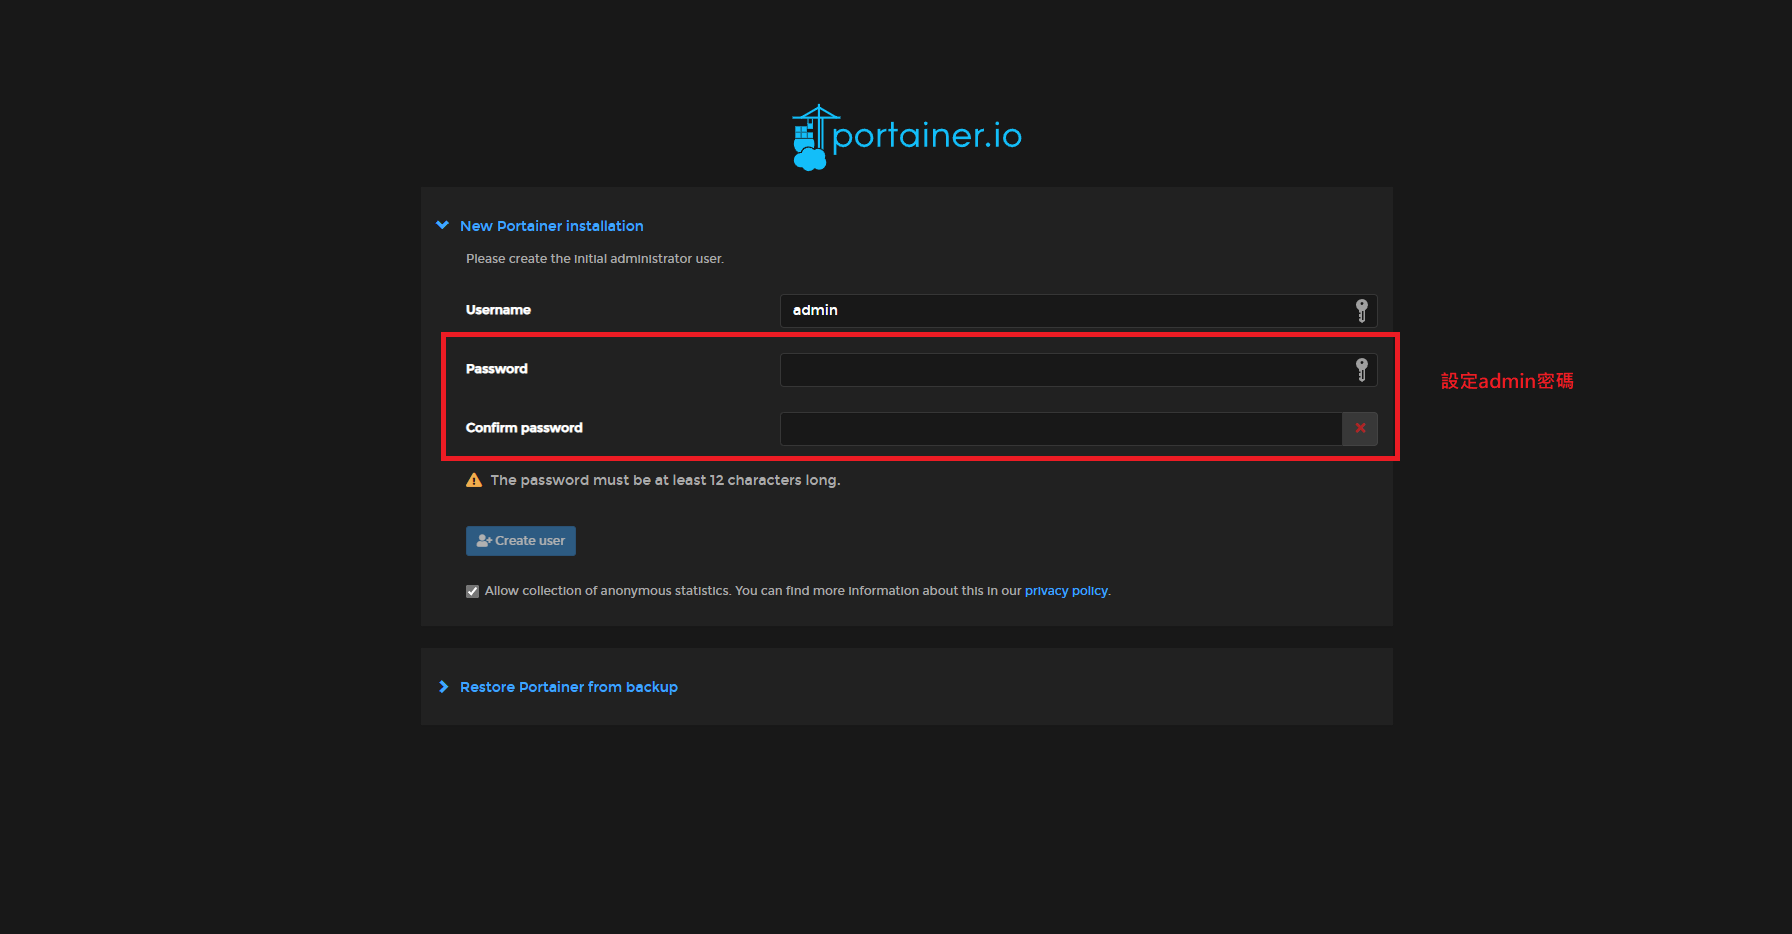 portainer.io
New Portainer installation
Please create the initial administrator user.
Username
admin
Password
設定admin密碼
Confirm password
The password must be at least 12 characters long.
Create user
Allow collection of anonymous statistics. You can find more information about this in our privacy policy.
Restore Portainer from backup